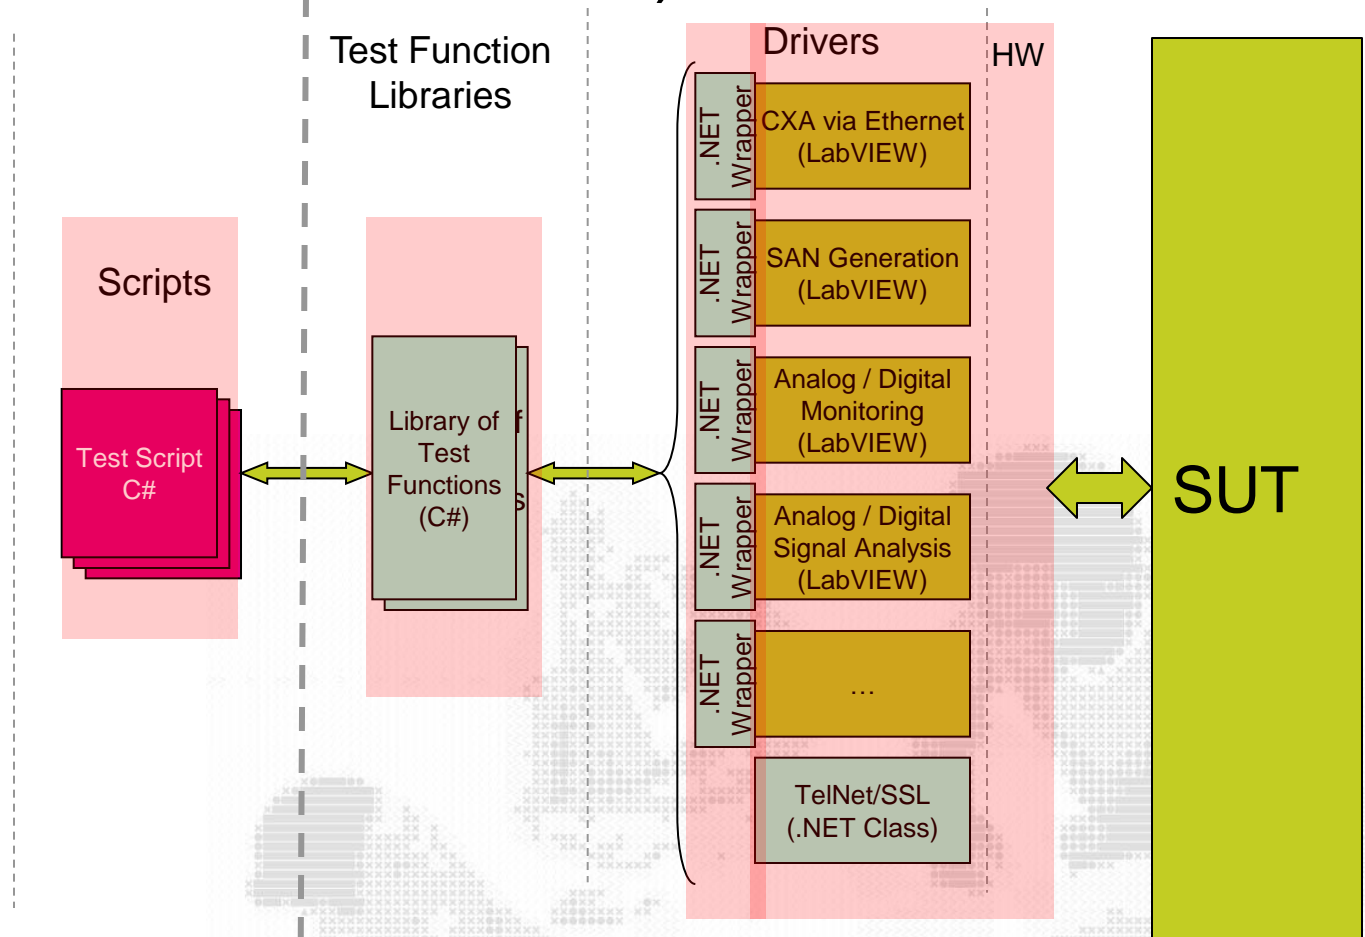 Test Function
Libraries
Drivers
HW
Scripts
.NET
Wrapper
CXA via Ethernet
(LabVIEW)
.NET
Wrapper
SAN Generation
(LabVIEW)
.NET
Wrapper
Analog / Digital
Monitoring
(LabVIEW)
.NET
Wrapper
Analog / Digital
Signal Analysis
(LabVIEW)
.NET
Wrapper
...
TelNet/SSL
(.NET Class)
Test Script
C#
Library of
Test
Functions
(C#)
SUT